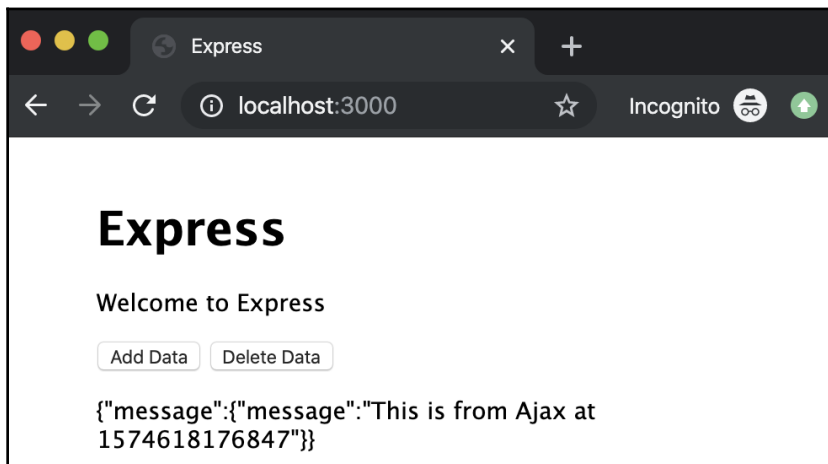 Express
localhost:3000
Incognito
Express
Welcome to Express
Add Data Delete Data
{"message":{"message":"This is from Ajax at
1574618176847"}}